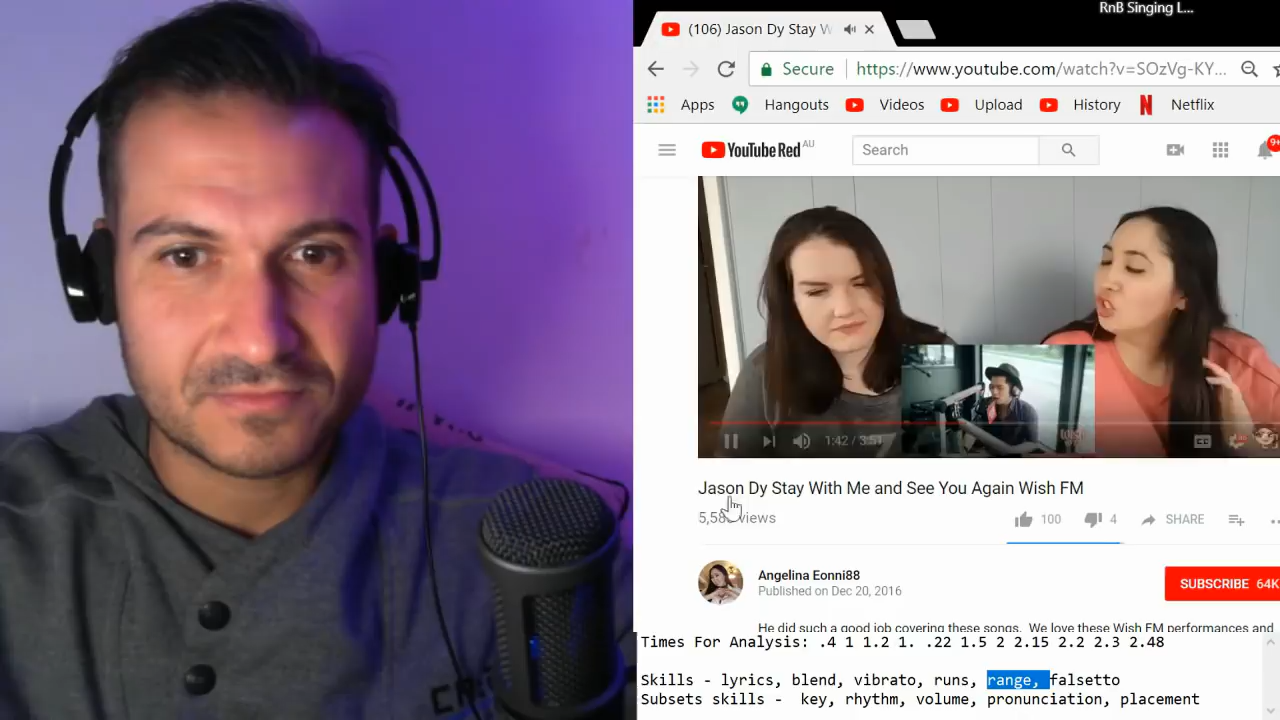 RnB Singing L...
(106) Jason Dy Stay W
Secure https://www.youtube.com/watch?v=SOzVg-KY...
Apps Hangouts Videos Upload History Netflix
YouTube Red AU Search 9+
1:42 / 3:51
Jason Dy Stay With Me and See You Again Wish FM
views
100 4 SHARE
Angelina Eonni88
Published on Dec 20, 2016
SUBSCRIBE 64K
He did such a good job covering these songs. We love these Wish FM performances and
Times For Analysis: .4 1 1.2 1. .22 1.5 2 2.15 2.2 2.3 2.48
Skills - lyrics, blend, vibrato, runs, range, falsetto
Subsets skills - key, rhythm, volume, pronunciation, placement